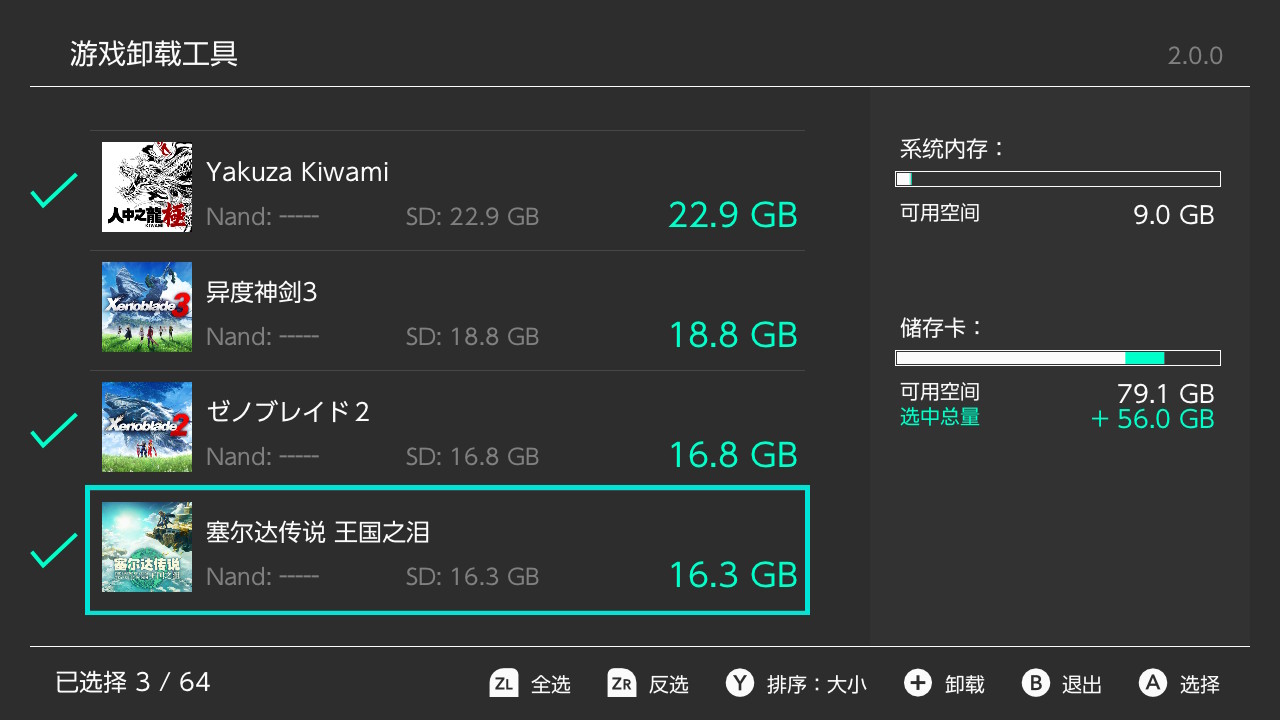 游戏卸载工具
2.0.0
Yakuza Kiwami
Nand: -----
SD: 22.9 GB
22.9 GB
人中之龍 極
KIWAMI
异度神剑3
Nand: -----
SD: 18.8 GB
18.8 GB
Xenoblade 3
ゼノブレイド２
Nand: -----
SD: 16.8 GB
16.8 GB
Xenoblade 2
塞尔达传说 王国之泪
Nand: -----
SD: 16.3 GB
16.3 GB
塞尔达传说
王国之泪
系统内存：
可用空间
9.0 GB
储存卡：
可用空间
79.1 GB
选中总量
+ 56.0 GB
已选择 3 / 64
ZL 全选
ZR 反选
Y 排序：大小
+ 卸载
B 退出
A 选择